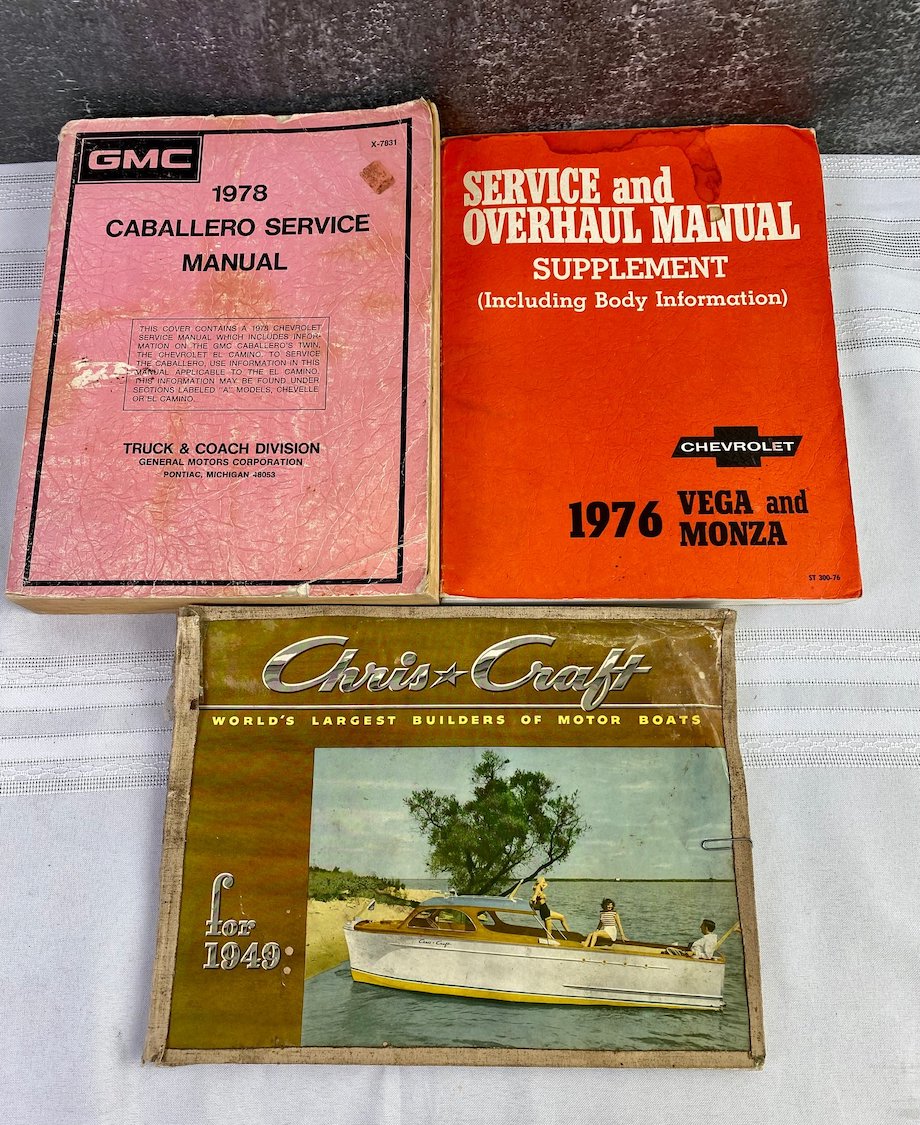 GMC
X-7831
1978
CABALLERO SERVICE
MANUAL
THIS COVER CONTAINS A 1978 CHEVROLET
SERVICE MANUAL WHICH INCLUDES INFOR-
MATION ON THE GMC CABALLERO'S TWIN,
THE CHEVROLET EL CAMINO. TO SERVICE
THE CABALLERO, USE INFORMATION IN THIS
MANUAL APPLICABLE TO THE EL CAMINO.
THIS INFORMATION MAY BE FOUND UNDER
SECTIONS LABELED "A" MODELS, CHEVELLE
OR EL CAMINO.
TRUCK & COACH DIVISION
GENERAL MOTORS CORPORATION
PONTIAC, MICHIGAN 48053
SERVICE and
OVERHAUL MANUAL
SUPPLEMENT
(Including Body Information)
CHEVROLET
1976 VEGA and
MONZA
ST 300-76
Chris Craft
WORLD'S LARGEST BUILDERS OF MOTOR BOATS
for
1949
Chris Craft